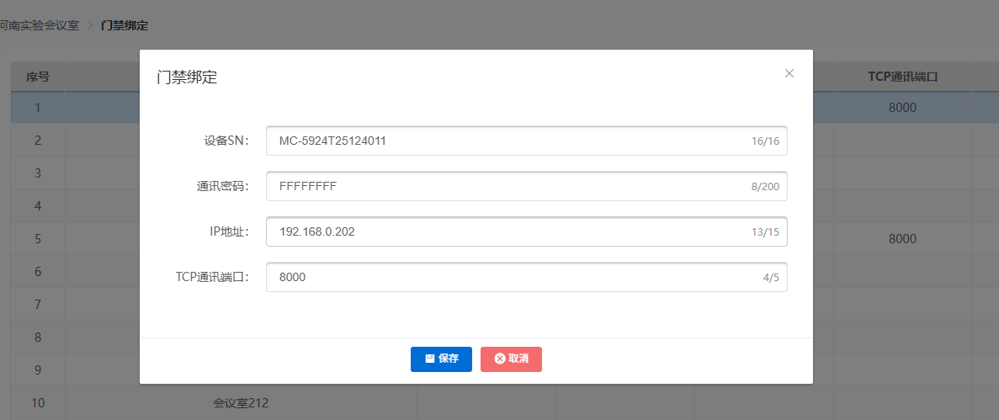 河南实验会议室 > 门禁绑定
序号 TCP通讯端口
门禁绑定
1 8000
2
设备SN： MC-5924T25124011 16/16
3
通讯密码： FFFFFFFF 8/200
4
5 8000
IP地址： 192.168.0.202 13/15
6
TCP通讯端口： 8000 4/5
7
8
保存 取消
9
10 会议室212